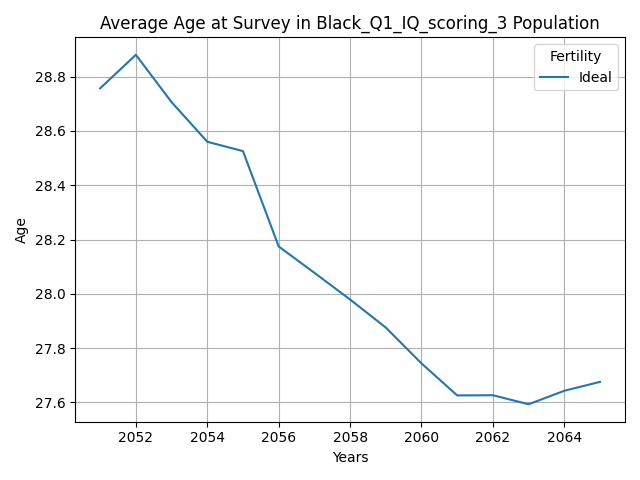 Average Age at Survey in Black_Q1_IQ_scoring_3 Population
Fertility
Ideal
28.8
28.6
28.4
28.2
28.0
27.8
27.6
Age
2052 2054 2056 2058 2060 2062 2064
Years